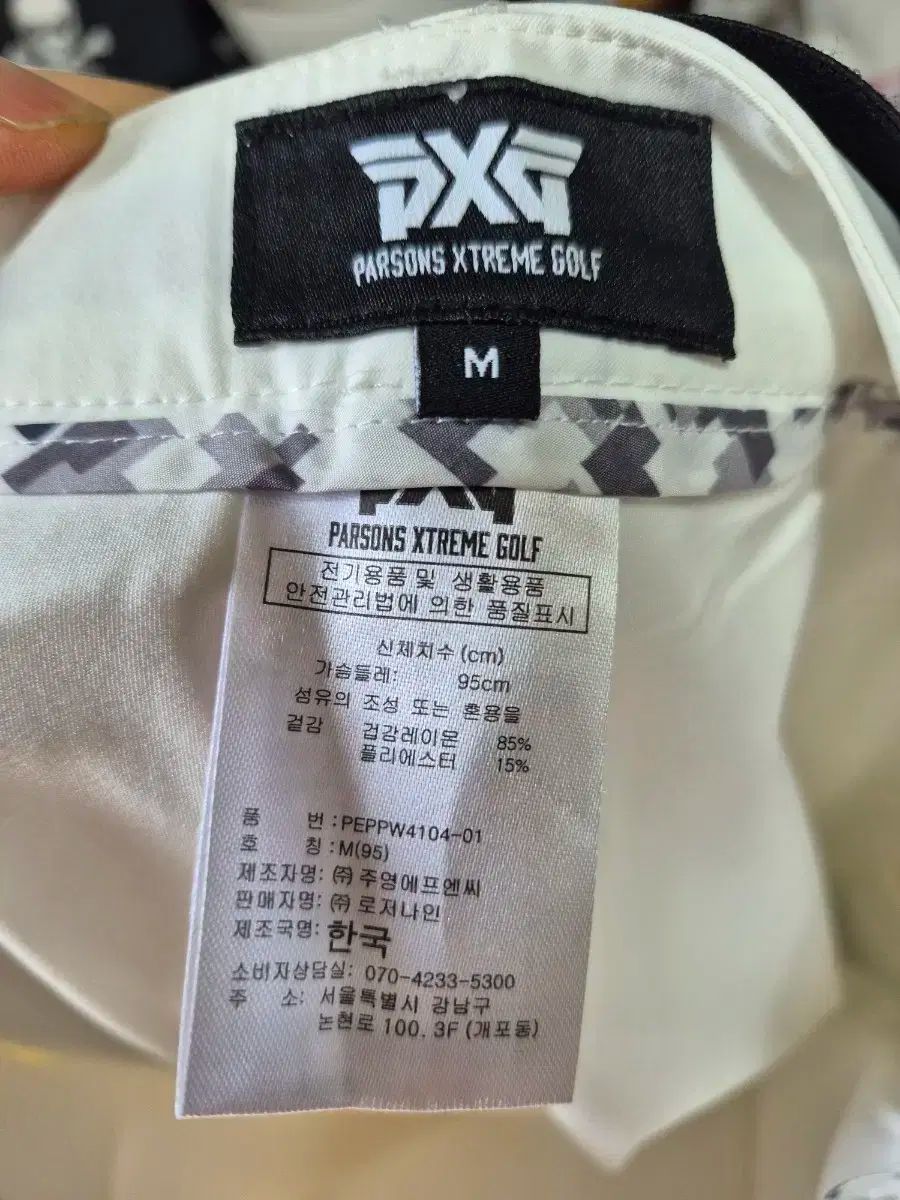 PXG
PARSONS XTREME GOLF
M
PARSONS XTREME GOLF
전기용품및 생활용품
안전관리법에 의한 품질표시
신체치수 (cm)
가슴둘레: 95cm
섬유의 조성 또는 혼용율
겉감 겁감레이몬 85%
플리에스터 15%
품 번 : PEPPW4104-01
호 칭 : M(95)
제조자명: ㈜ 주영에프엔씨
판매자명: ㈜ 로저나인
제조국명: 한국
소비자상담실: 070-4233-5300
주 소: 서울특별시 강남구
논현로 100. 3F (개포동)